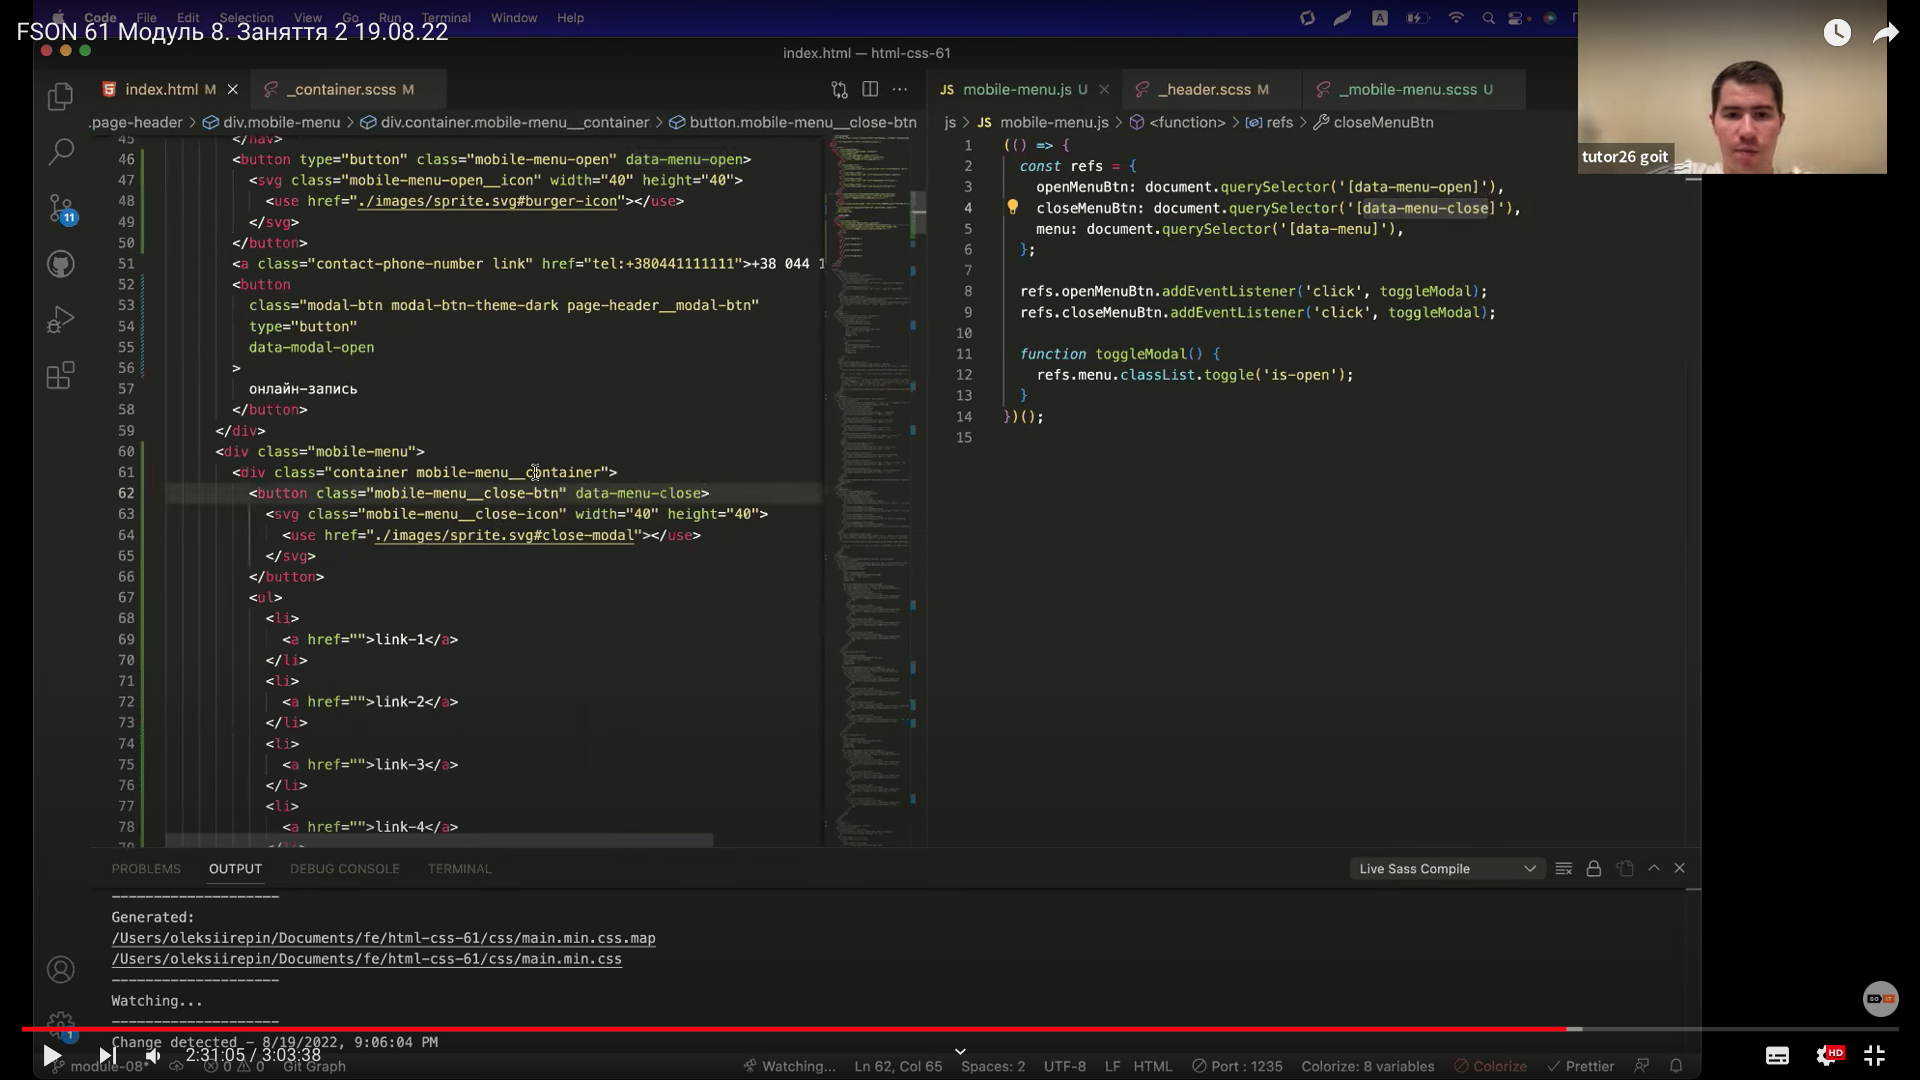 Code File Edit Selection View Go Run Terminal Window Help
FSON 61 Модуль 8. Заняття 2 19.08.22
index.html — html-css-61
index.html M
_container.scss M
.page-header > div.mobile-menu > div.container.mobile-menu__container > button.mobile-menu__close-btn
45 </nav>
46 <button type="button" class="mobile-menu-open" data-menu-open>
47 <svg class="mobile-menu-open__icon" width="40" height="40">
48 <use href="./images/sprite.svg#burger-icon"></use>
49 </svg>
50 </button>
51 <a class="contact-phone-number link" href="tel:+380441111111">+38 044 1
52 <button
53 class="modal-btn modal-btn-theme-dark page-header__modal-btn"
54 type="button"
55 data-modal-open
56 >
57 онлайн-запись
58 </button>
59 </div>
60 <div class="mobile-menu">
61 <div class="container mobile-menu__container">
62 <button class="mobile-menu__close-btn" data-menu-close>
63 <svg class="mobile-menu__close-icon" width="40" height="40">
64 <use href="./images/sprite.svg#close-modal"></use>
65 </svg>
66 </button>
67 <ul>
68 <li>
69 <a href="">link-1</a>
70 </li>
71 <li>
72 <a href="">link-2</a>
73 </li>
74 <li>
75 <a href="">link-3</a>
76 </li>
77 <li>
78 <a href="">link-4</a>
79 </li>
mobile-menu.js U
_header.scss M
_mobile-menu.scss U
js > JS mobile-menu.js > <function> > refs > closeMenuBtn
1 (() => {
2 const refs = {
3 openMenuBtn: document.querySelector('[data-menu-open]'),
4 closeMenuBtn: document.querySelector('[data-menu-close]'),
5 menu: document.querySelector('[data-menu]'),
6 };
7
8 refs.openMenuBtn.addEventListener('click', toggleModal);
9 refs.closeMenuBtn.addEventListener('click', toggleModal);
10
11 function toggleModal() {
12 refs.menu.classList.toggle('is-open');
13 }
14 })();
15
tutor26 goit
11
PROBLEMS OUTPUT DEBUG CONSOLE TERMINAL
Live Sass Compile
--------------------
Generated:
/Users/oleksiirepin/Documents/fe/html-css-61/css/main.min.css.map
/Users/oleksiirepin/Documents/fe/html-css-61/css/main.min.css
--------------------
Watching...
--------------------
Change detected – 8/19/2022, 9:06:04 PM
1
2:31:05 / 3:03:38
HD
GO IT
module-08* 0 0 Git Graph
Watching... Ln 62, Col 65 Spaces: 2 UTF-8 LF HTML Port : 1235 Colorize: 8 variables Colorize Prettier